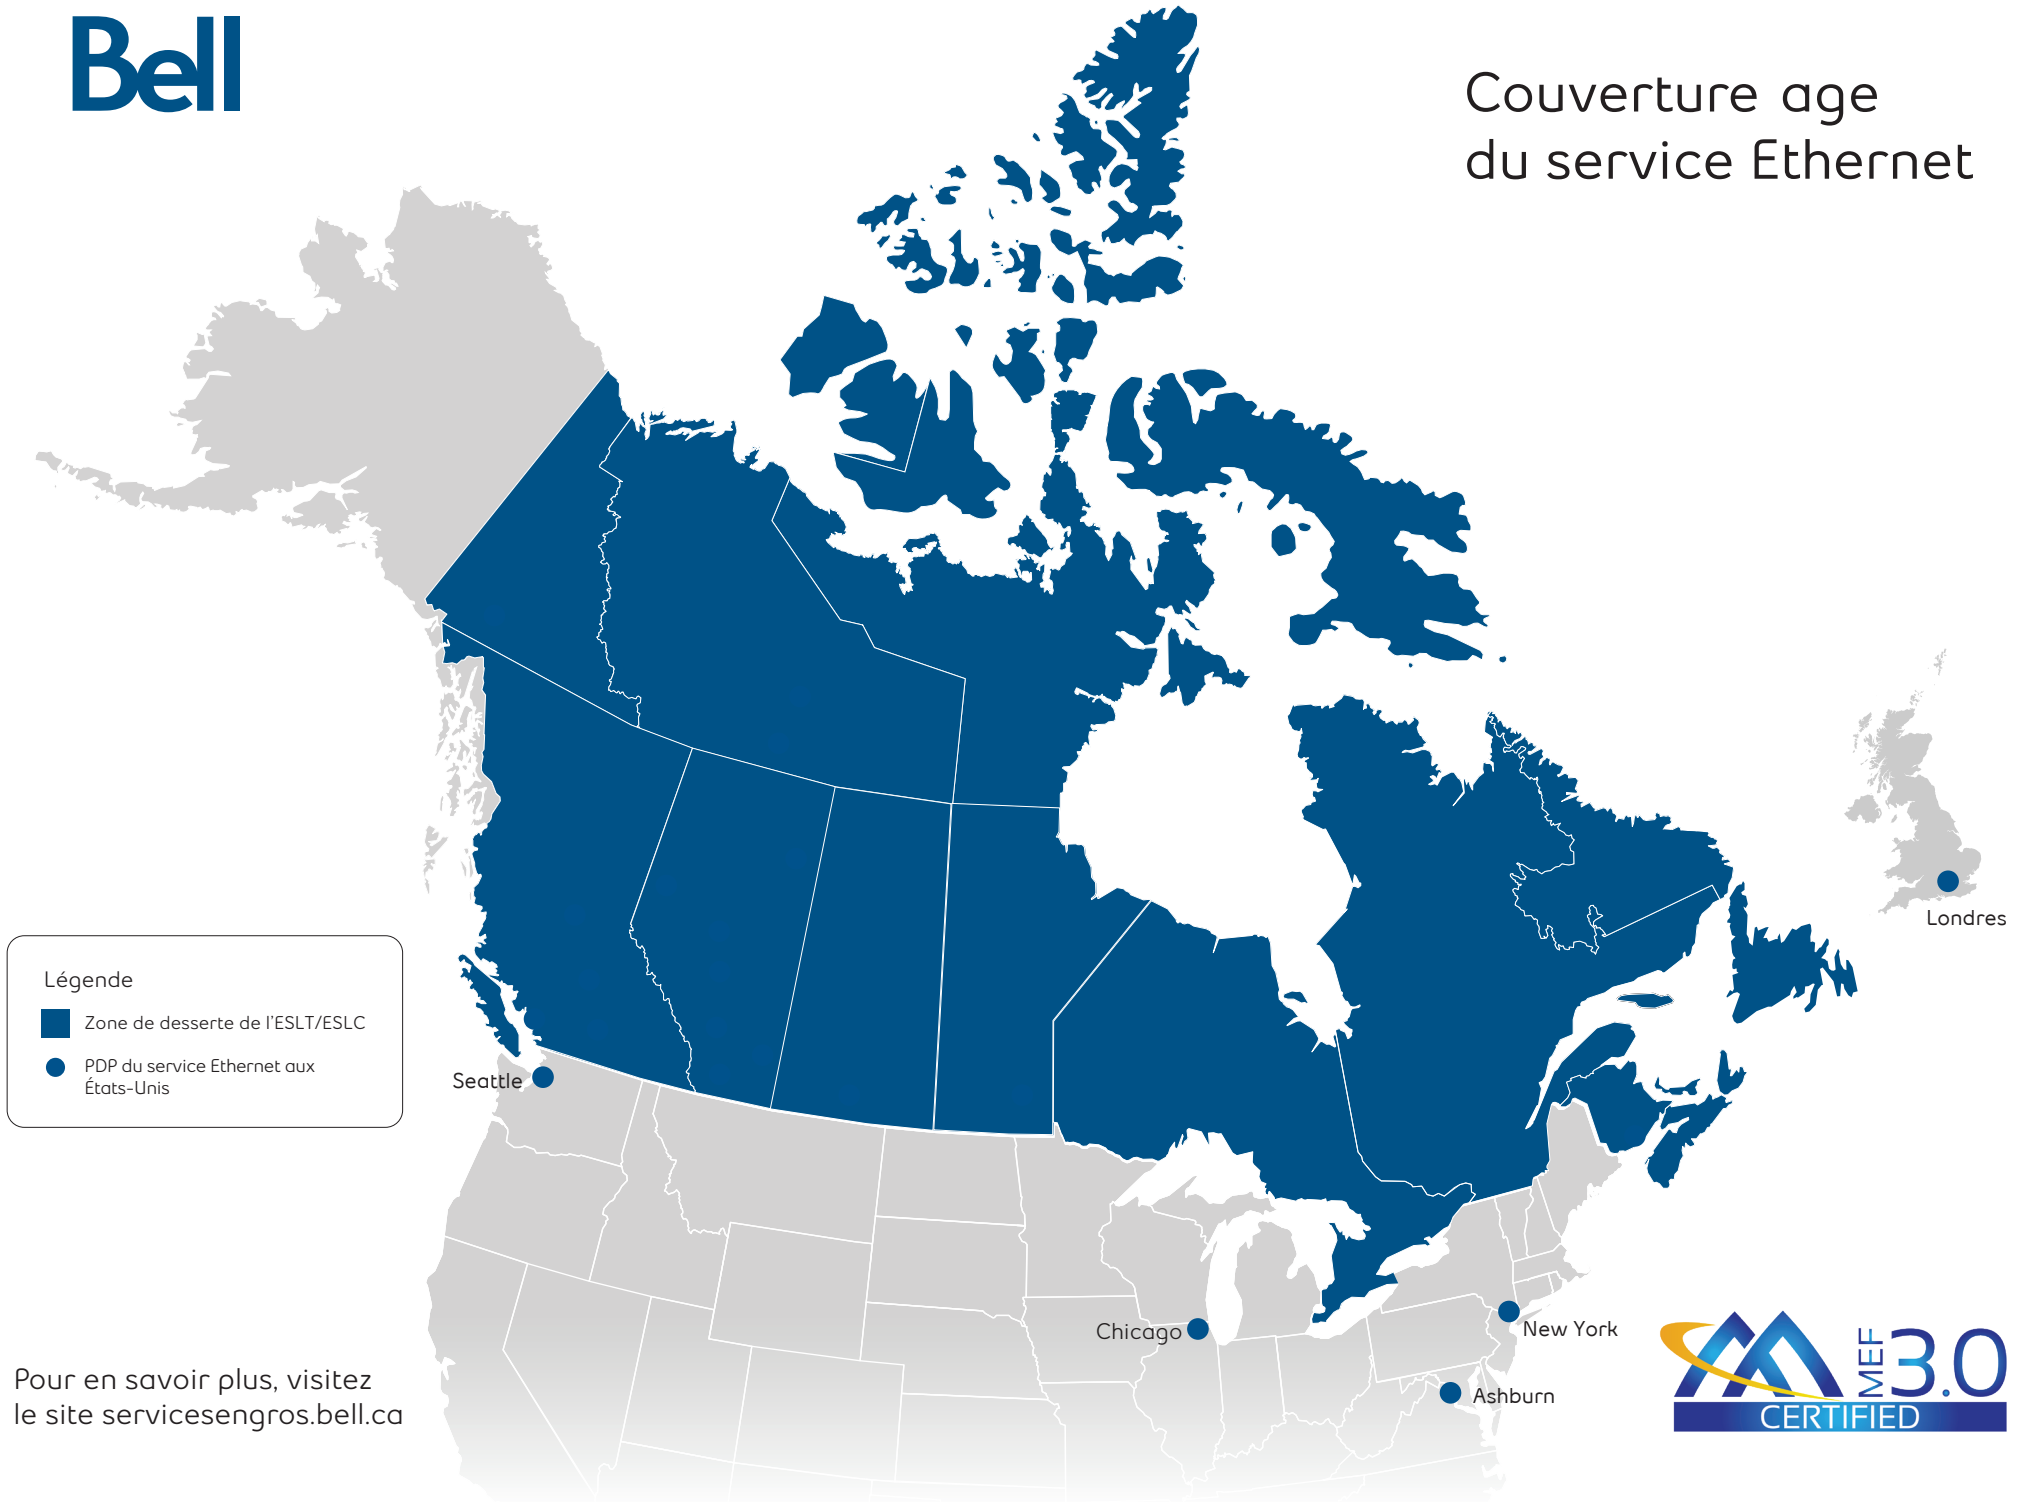 Bell
Couverture age
du service Ethernet
Londres
Légende
Zone de desserte de l'ESLT/ESLC
PDP du service Ethernet aux
États-Unis
Seattle
Chicago
New York
Ashburn
Pour en savoir plus, visitez
le site servicesengros.bell.ca
MEF 3.0
CERTIFIED